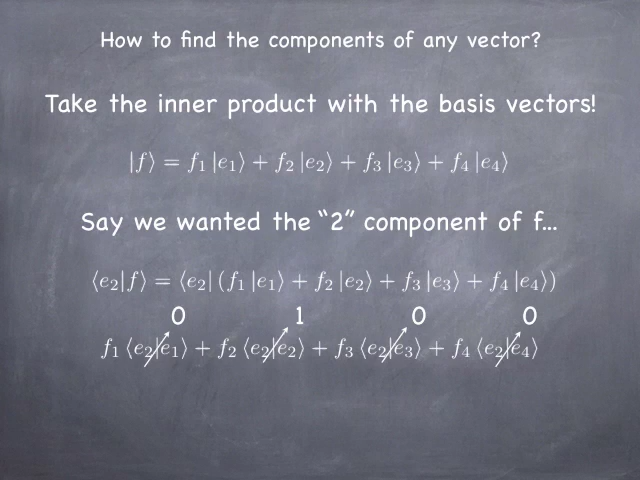 How to find the components of any vector?
Take the inner product with the basis vectors!
|f⟩ = f₁ |e₁⟩ + f₂ |e₂⟩ + f₃ |e₃⟩ + f₄ |e₄⟩
Say we wanted the “2” component of f...
⟨e₂|f⟩ = ⟨e₂| (f₁ |e₁⟩ + f₂ |e₂⟩ + f₃ |e₃⟩ + f₄ |e₄⟩)
0 1 0 0
f₁ ⟨e₂|e₁⟩ + f₂ ⟨e₂|e₂⟩ + f₃ ⟨e₂|e₃⟩ + f₄ ⟨e₂|e₄⟩